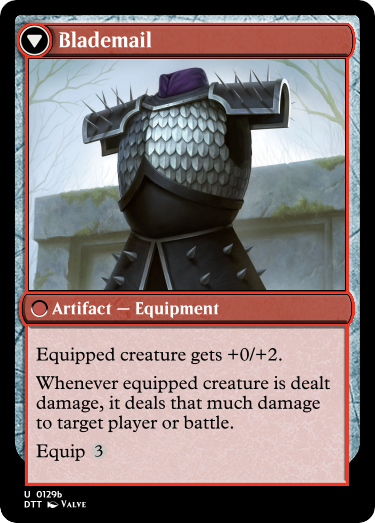 Blademail
Artifact — Equipment
Equipped creature gets +0/+2.
Whenever equipped creature is dealt
damage, it deals that much damage
to target player or battle.
Equip 3
U 0129b
DTT Valve